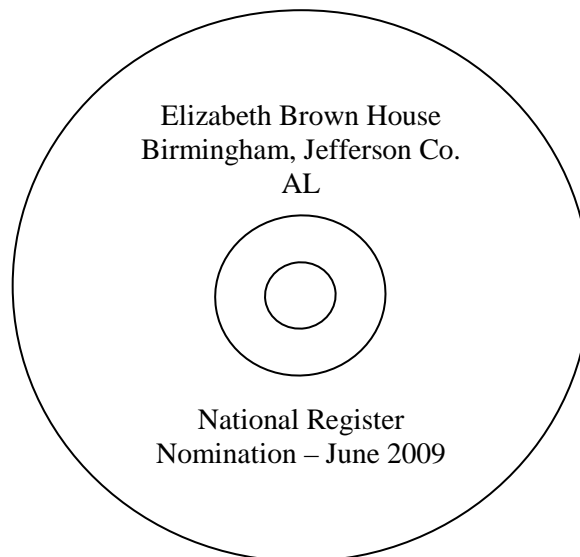 Elizabeth Brown House
Birmingham, Jefferson Co.
AL
National Register
Nomination – June 2009